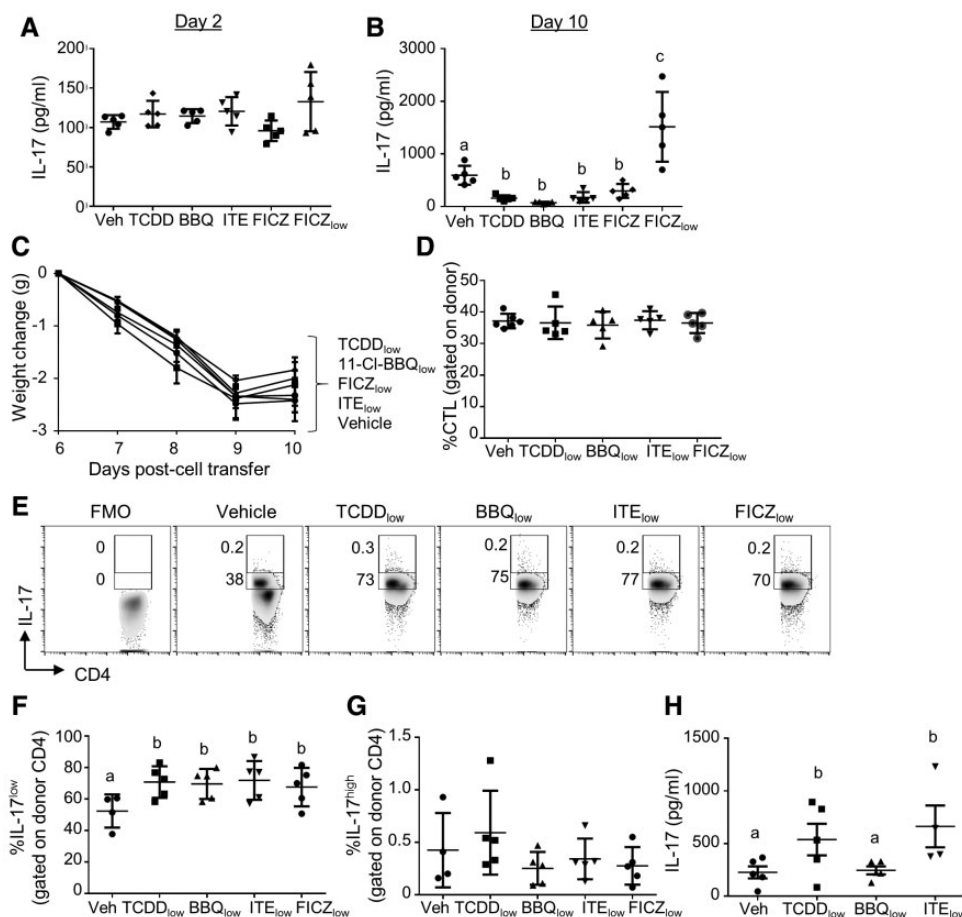 A
Day 2
IL-17 (pg/ml)
200
150
100
50
0
Veh TCDD BBQ ITE FICZ FICZlow
B
Day 10
IL-17 (pg/ml)
3000
2000
1000
0
a
b
b
b
b
c
Veh TCDD BBQ ITE FICZ FICZlow
C
Weight change (g)
0
-1
-2
-3
6 7 8 9 10
Days post-cell transfer
TCDDlow
11-Cl-BBQlow
FICZlow
ITElow
Vehicle
D
%CTL (gated on donor)
50
40
30
20
10
0
Veh TCDDlow BBQlow ITElow FICZlow
E
FMO Vehicle TCDDlow BBQlow ITElow FICZlow
0 0.2 0.3 0.2 0.2 0.2
0 38 73 75 77 70
IL-17
CD4
F
%IL-17low
(gated on donor CD4)
100
80
60
40
20
0
a b b b b
Veh TCDDlow BBQlow ITElow FICZlow
G
%IL-17high
(gated on donor CD4)
1.5
1.0
0.5
0.0
Veh TCDDlow BBQlow ITElow FICZlow
H
IL-17 (pg/ml)
1500
1000
500
0
a b a b
Veh TCDDlow BBQlow ITElow